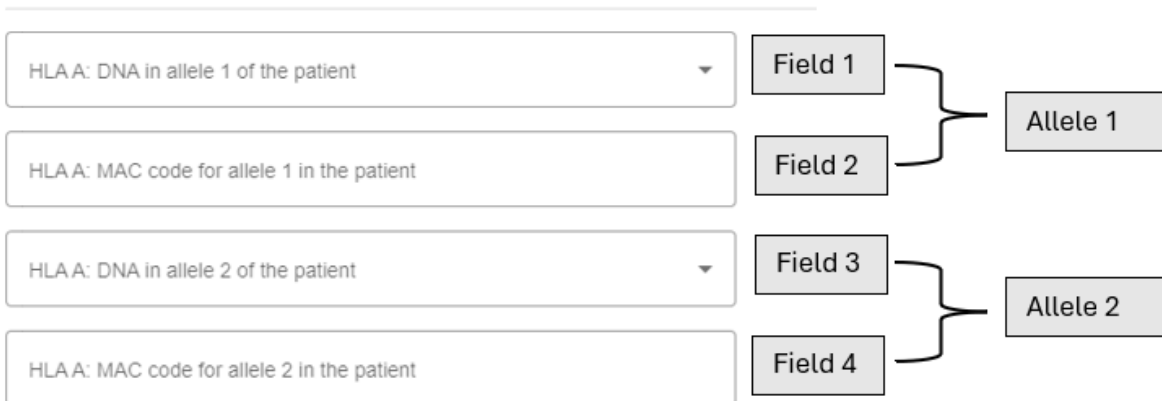 HLA A: DNA in allele 1 of the patient
Field 1
Allele 1
HLA A: MAC code for allele 1 in the patient
Field 2
HLA A: DNA in allele 2 of the patient
Field 3
Allele 2
HLA A: MAC code for allele 2 in the patient
Field 4